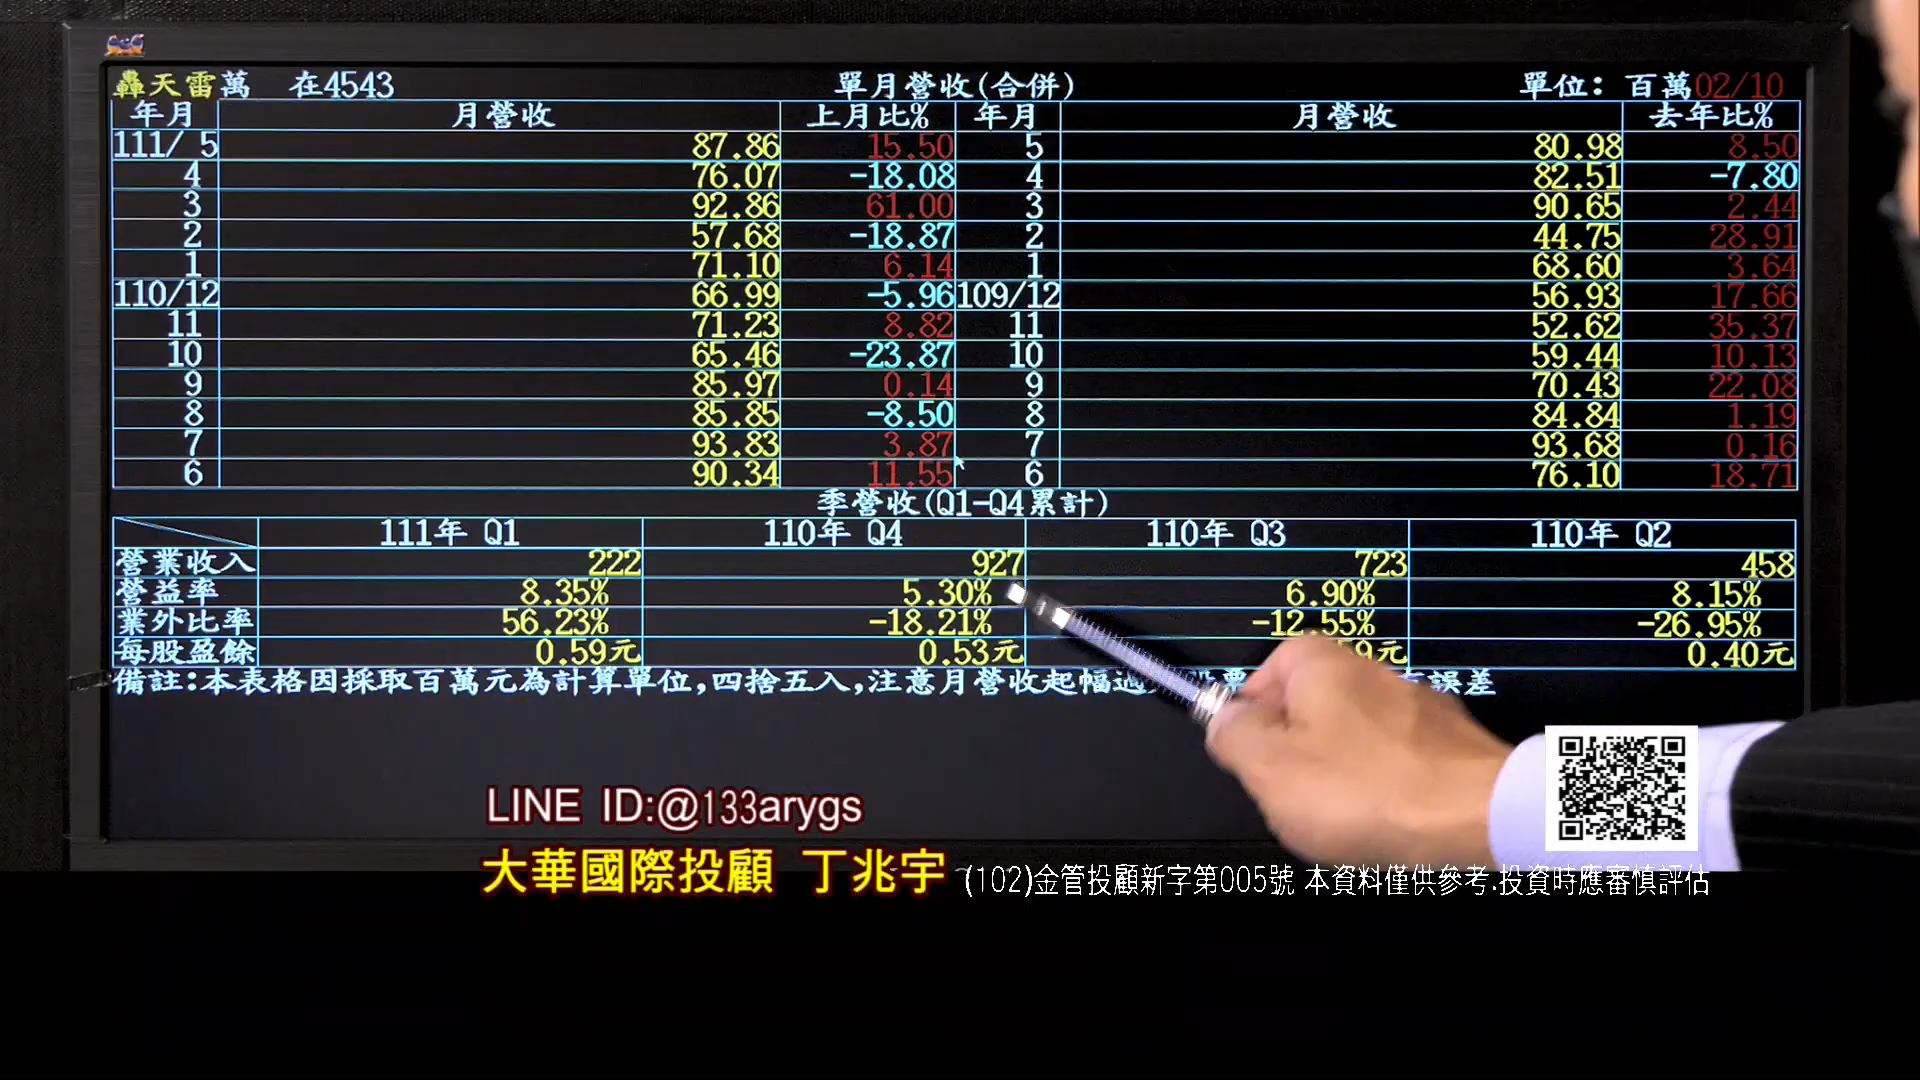 轟天雷萬 在4543 單月營收(合併) 單位: 百萬02/10
年月 月營收 上月比% 年月 月營收 去年比%
111/ 5 87.86 15.50 5 80.98 8.50
4 76.07 -18.08 4 82.51 -7.80
3 92.86 61.00 3 90.65 2.44
2 57.68 -18.87 2 44.75 28.91
1 71.10 6.14 1 68.60 3.64
110/12 66.99 -5.96 109/12 56.93 17.66
11 71.23 8.82 11 52.62 35.37
10 65.46 -23.87 10 59.44 10.13
9 85.97 0.14 9 70.43 22.08
8 85.85 -8.50 8 84.84 1.19
7 93.83 3.87 7 93.68 0.16
6 90.34 11.55 6 76.10 18.71
季營收(Q1-Q4累計)
111年 Q1 110年 Q4 110年 Q3 110年 Q2
營業收入 222 927 723 458
營益率 8.35% 5.30% 6.90% 8.15%
業外比率 56.23% -18.21% -12.55% -26.95%
每股盈餘 0.59元 0.53元 元 0.40元
備註:本表格因採取百萬元為計算單位,四捨五入,注意月營收起幅 誤差
LINE ID:@133arygs
大華國際投顧 丁兆宇 (102)金管投顧新字第005號 本資料僅供參考.投資時應審慎評估